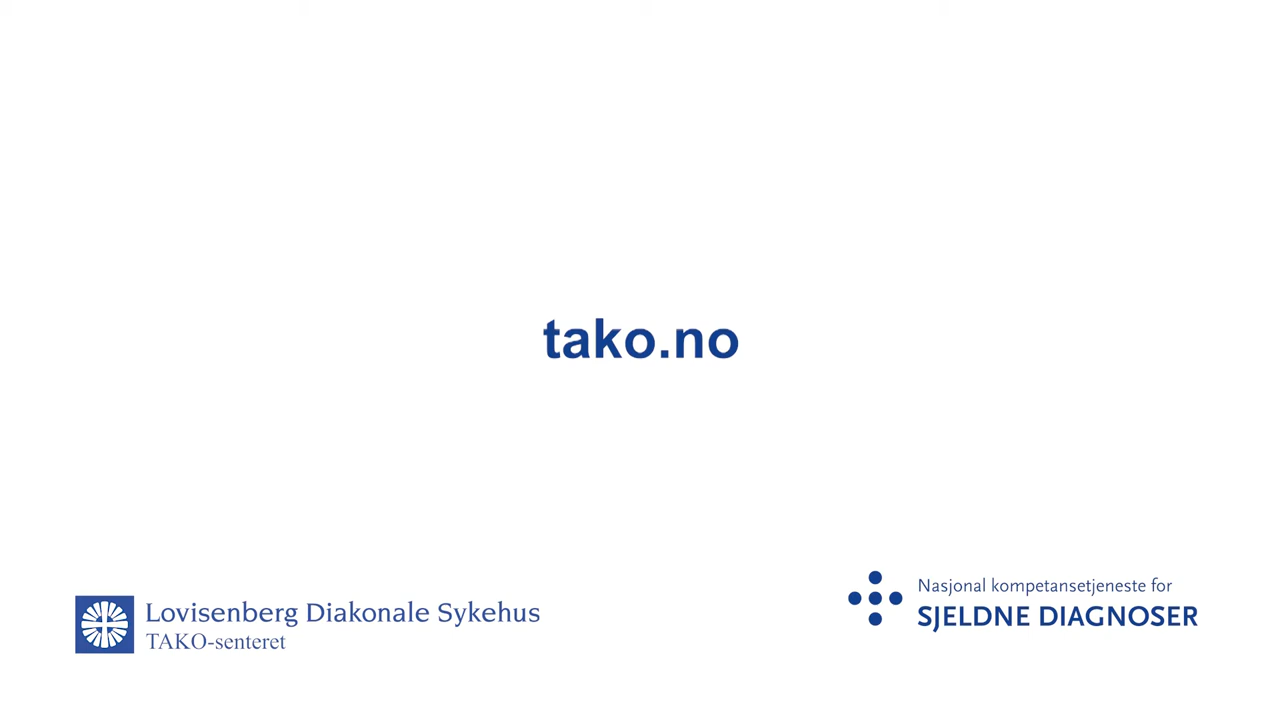 tako.no
Lovisenberg Diakonale Sykehus
TAKO-senteret
Nasjonal kompetansetjeneste for
SJELDNE DIAGNOSER